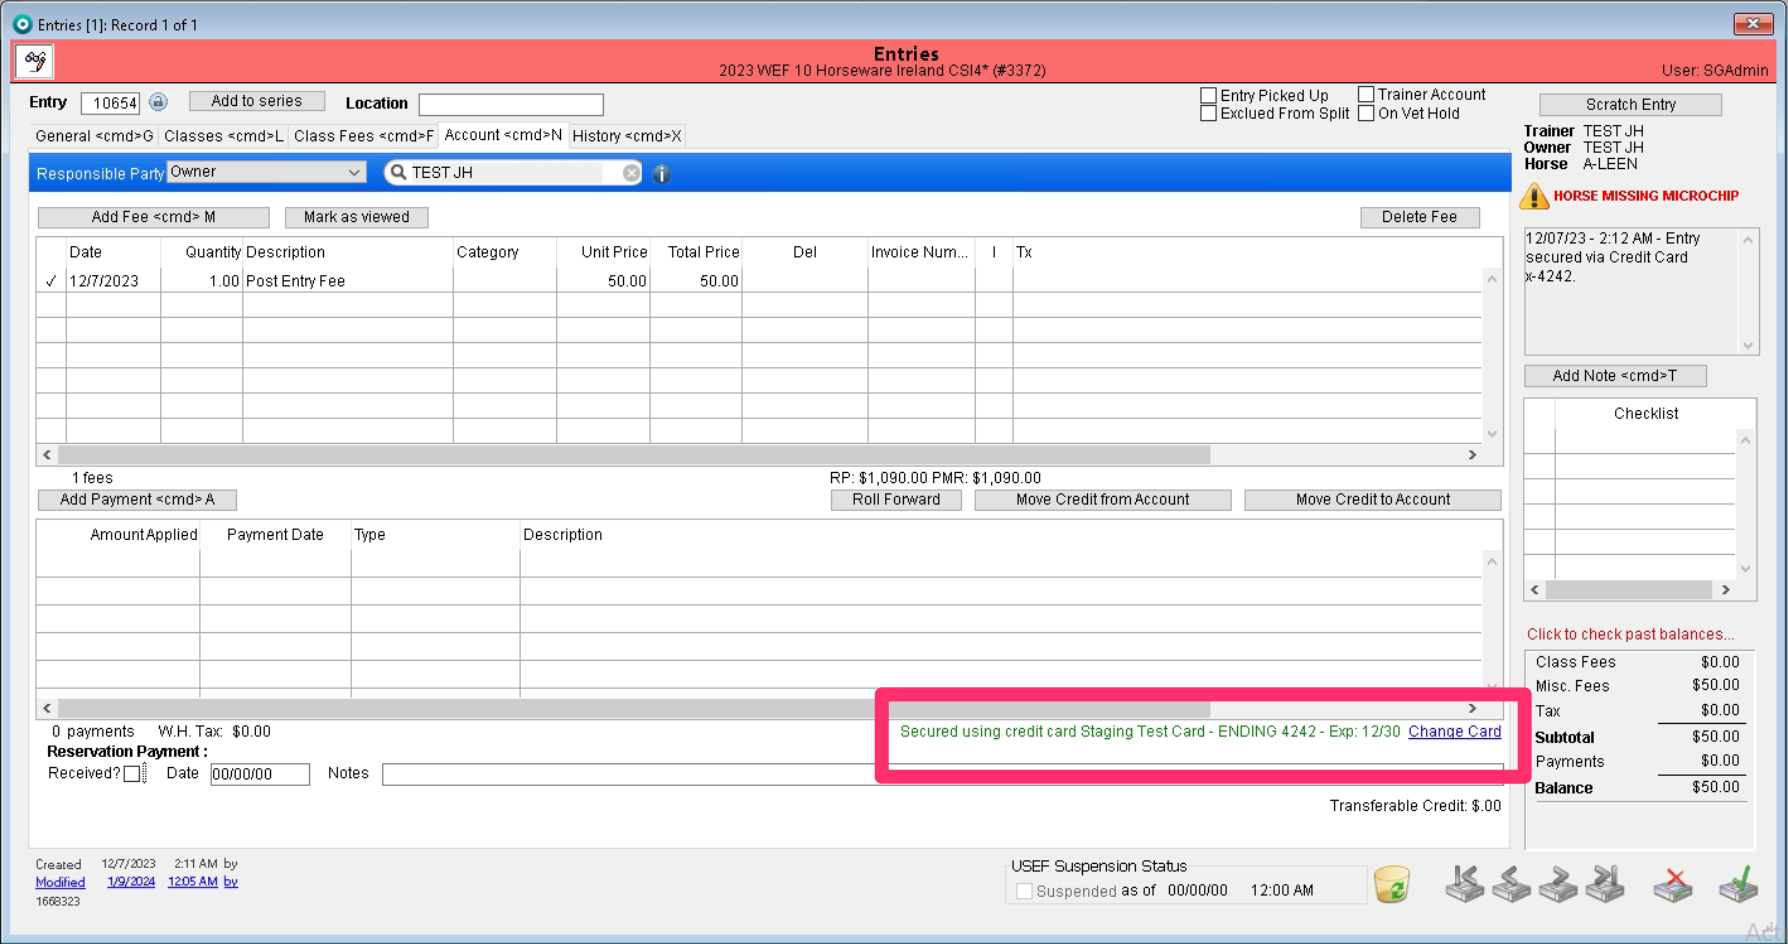 Entries [1]: Record 1 of 1
Entries
2023 WEF 10 Horseware Ireland CSI4* (#3372)
User: SGAdmin
Entry 10654 Add to series Location
Entry Picked Up Trainer Account
Exclued From Split On Vet Hold
Scratch Entry
General <cmd>G Classes <cmd>L Class Fees <cmd>F Account <cmd>N History <cmd>X
Trainer TEST JH
Owner TEST JH
Horse A-LEEN
Responsible Party Owner TEST JH
HORSE MISSING MICROCHIP
Add Fee <cmd> M Mark as viewed Delete Fee
12/07/23 - 2:12 AM - Entry
secured via Credit Card
x-4242.
Date Quantity Description Category Unit Price Total Price Del Invoice Num... I Tx
✓ 12/7/2023 1.00 Post Entry Fee 50.00 50.00
Add Note <cmd>T
Checklist
1 fees RP: $1,090.00 PMR: $1,090.00
Add Payment <cmd> A Roll Forward Move Credit from Account Move Credit to Account
Amount Applied Payment Date Type Description
Click to check past balances...
Class Fees $0.00
Misc. Fees $50.00
Tax $0.00
Subtotal $50.00
Payments $0.00
Balance $50.00
0 payments W.H. Tax: $0.00
Secured using credit card Staging Test Card - ENDING 4242 - Exp: 12/30 Change Card
Reservation Payment :
Received? Date 00/00/00 Notes
Transferable Credit: $.00
Created 12/7/2023 2:11 AM by
Modified 1/9/2024 12:05 AM by
1668323
USEF Suspension Status
Suspended as of 00/00/00 12:00 AM